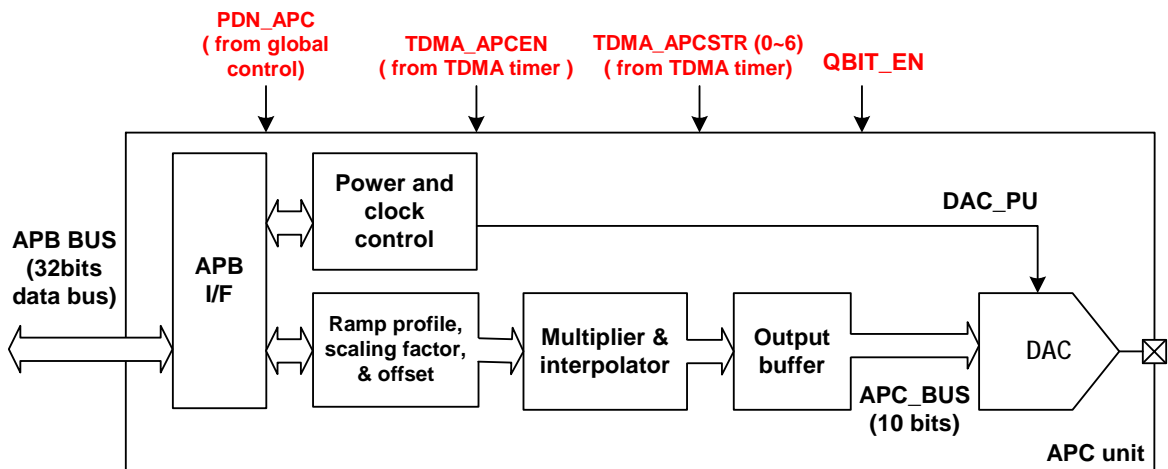 PDN_APC
( from global
control)
TDMA_APCEN
( from TDMA timer )
TDMA_APCSTR (0~6)
( from TDMA timer)
QBIT_EN
APB BUS
(32bits
data bus)
APB
I/F
Power and
clock
control
DAC_PU
Ramp profile,
scaling factor,
& offset
Multiplier &
interpolator
Output
buffer
APC_BUS
(10 bits)
DAC
APC unit